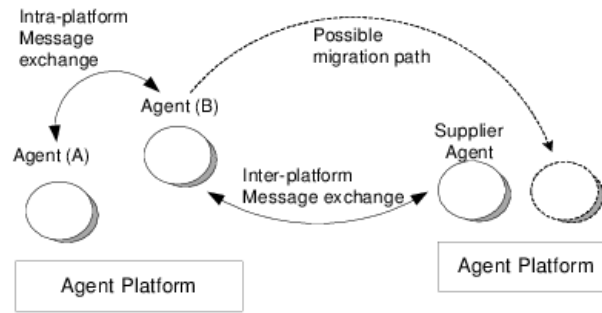 Intra-platform
Message
exchange
Possible
migration path
Agent (B)
Agent (A)
Supplier
Agent
Inter-platform
Message exchange
Agent Platform
Agent Platform